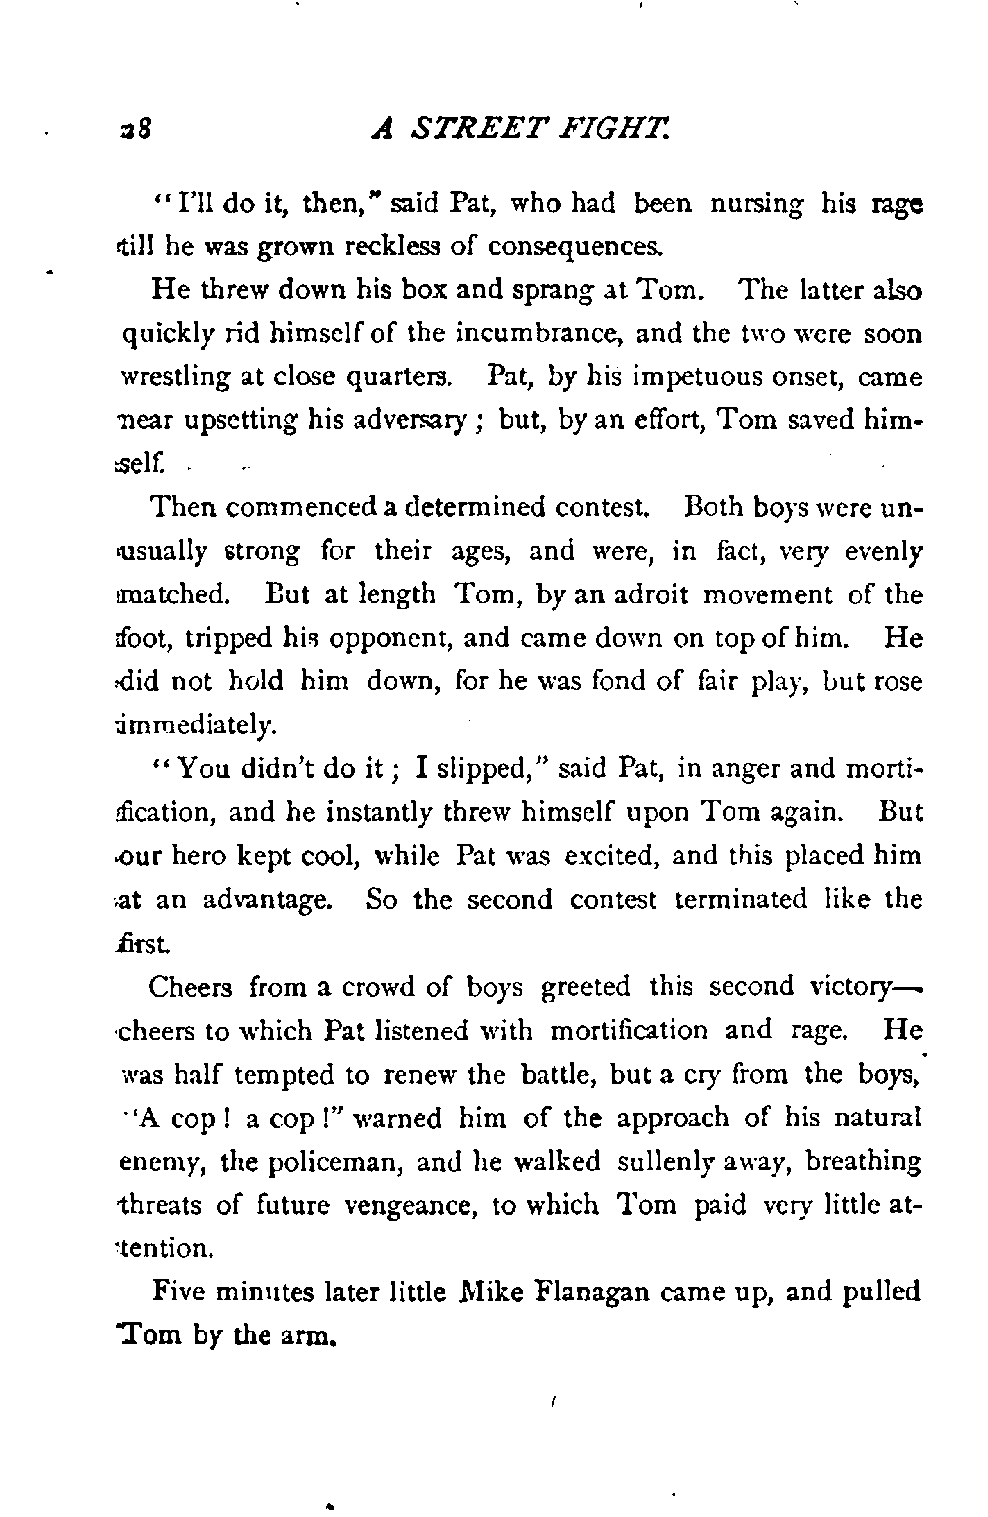 28 A STREET FIGHT.
"I'll do it, then," said Pat, who had been nursing his rage
till he was grown reckless of consequences.
He threw down his box and sprang at Tom. The latter also
quickly rid himself of the incumbrance, and the two were soon
wrestling at close quarters. Pat, by his impetuous onset, came
near upsetting his adversary; but, by an effort, Tom saved him-
self.
Then commenced a determined contest. Both boys were un-
usually strong for their ages, and were, in fact, very evenly
matched. But at length Tom, by an adroit movement of the
foot, tripped his opponent, and came down on top of him. He
did not hold him down, for he was fond of fair play, but rose
immediately.
"You didn't do it; I slipped," said Pat, in anger and morti-
fication, and he instantly threw himself upon Tom again. But
our hero kept cool, while Pat was excited, and this placed him
at an advantage. So the second contest terminated like the
first.
Cheers from a crowd of boys greeted this second victory—
cheers to which Pat listened with mortification and rage. He
was half tempted to renew the battle, but a cry from the boys,
"A cop! a cop!" warned him of the approach of his natural
enemy, the policeman, and he walked sullenly away, breathing
threats of future vengeance, to which Tom paid very little at-
tention.
Five minutes later little Mike Flanagan came up, and pulled
Tom by the arm.